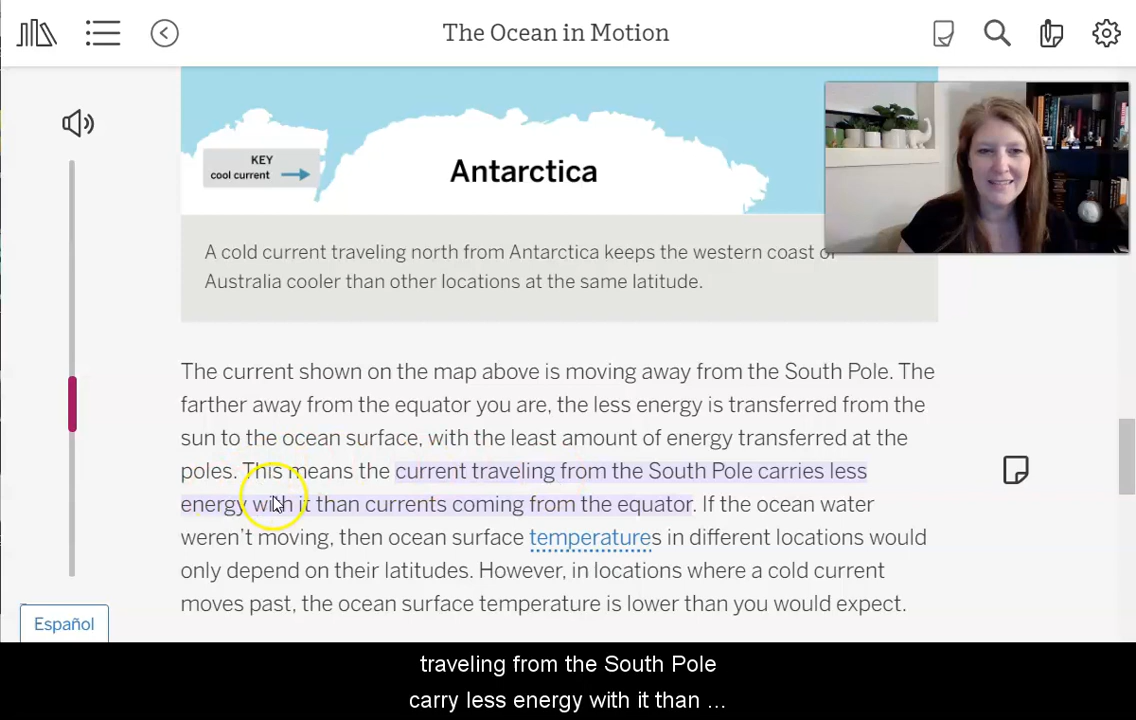 The Ocean in Motion
KEY
cool current
Antarctica
A cold current traveling north from Antarctica keeps the western coast of
Australia cooler than other locations at the same latitude.
The current shown on the map above is moving away from the South Pole. The
farther away from the equator you are, the less energy is transferred from the
sun to the ocean surface, with the least amount of energy transferred at the
poles. This means the current traveling from the South Pole carries less
energy with it than currents coming from the equator. If the ocean water
weren’t moving, then ocean surface temperatures in different locations would
only depend on their latitudes. However, in locations where a cold current
moves past, the ocean surface temperature is lower than you would expect.
Español
traveling from the South Pole
carry less energy with it than ...